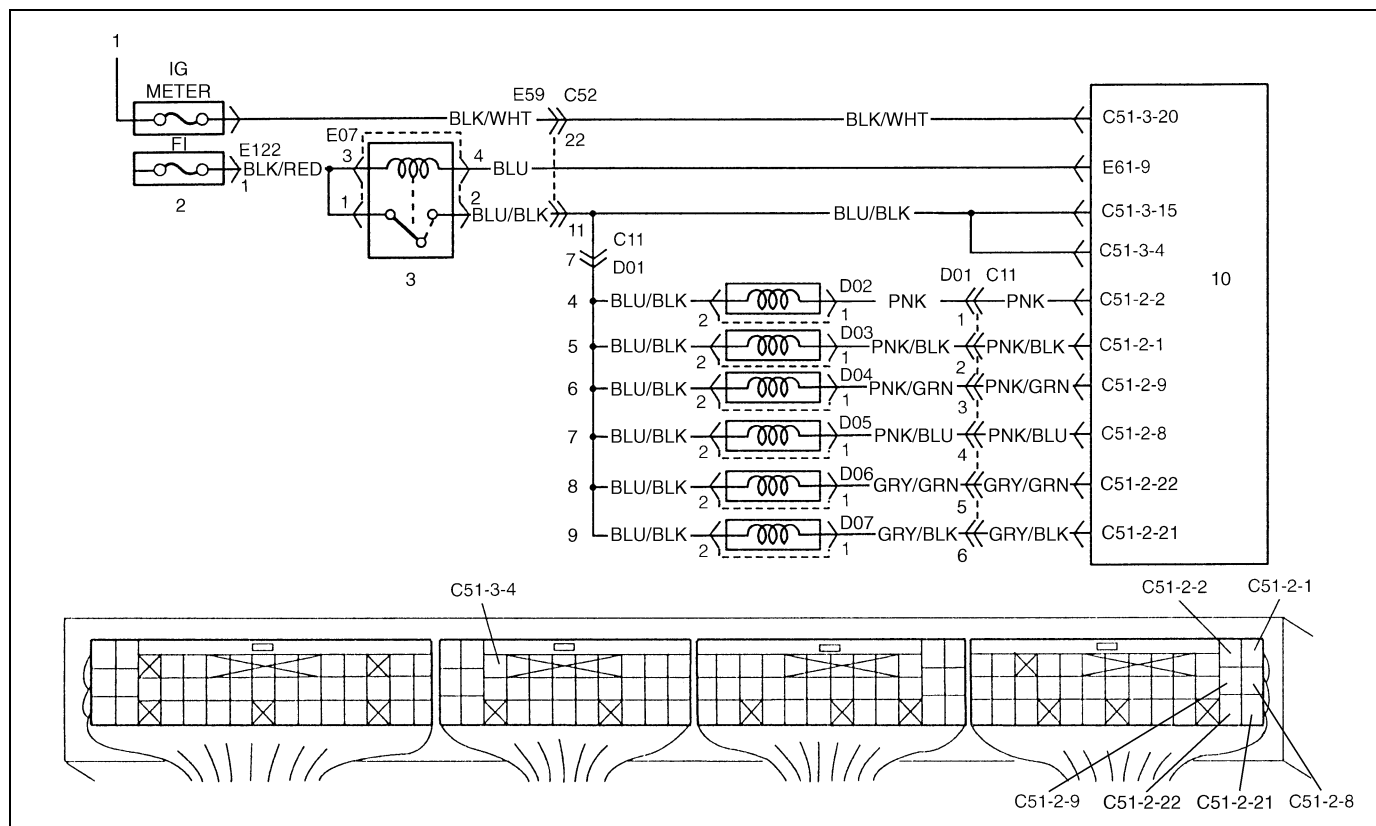 1
IG
METER
E59 C52
BLK/WHT
BLK/WHT
C51-3-20
22
FI
E122
BLK/RED
1
2
E07
3
4
BLU
E61-9
1
2
BLU/BLK
11
BLU/BLK
C51-3-15
3
C11
7
D01
C51-3-4
10
D01 C11
4
BLU/BLK
2
D02
1
PNK
1
PNK
C51-2-2
5
BLU/BLK
2
D03
1
PNK/BLK
2
PNK/BLK
C51-2-1
6
BLU/BLK
2
D04
1
PNK/GRN
3
PNK/GRN
C51-2-9
7
BLU/BLK
2
D05
1
PNK/BLU
4
PNK/BLU
C51-2-8
8
BLU/BLK
2
D06
1
GRY/GRN
5
GRY/GRN
C51-2-22
9
BLU/BLK
2
D07
1
GRY/BLK
6
GRY/BLK
C51-2-21
C51-3-4
C51-2-2
C51-2-1
C51-2-9
C51-2-22
C51-2-21
C51-2-8